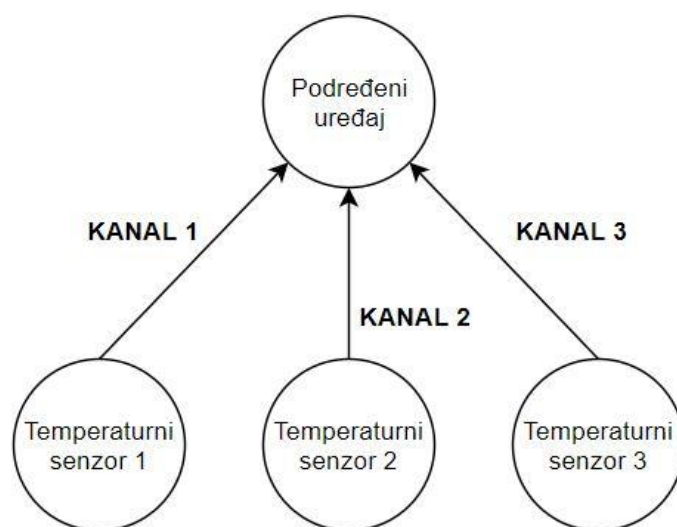 Podređeni
uređaj
KANAL 1
KANAL 3
KANAL 2
Temperaturni
senzor 1
Temperaturni
senzor 2
Temperaturni
senzor 3